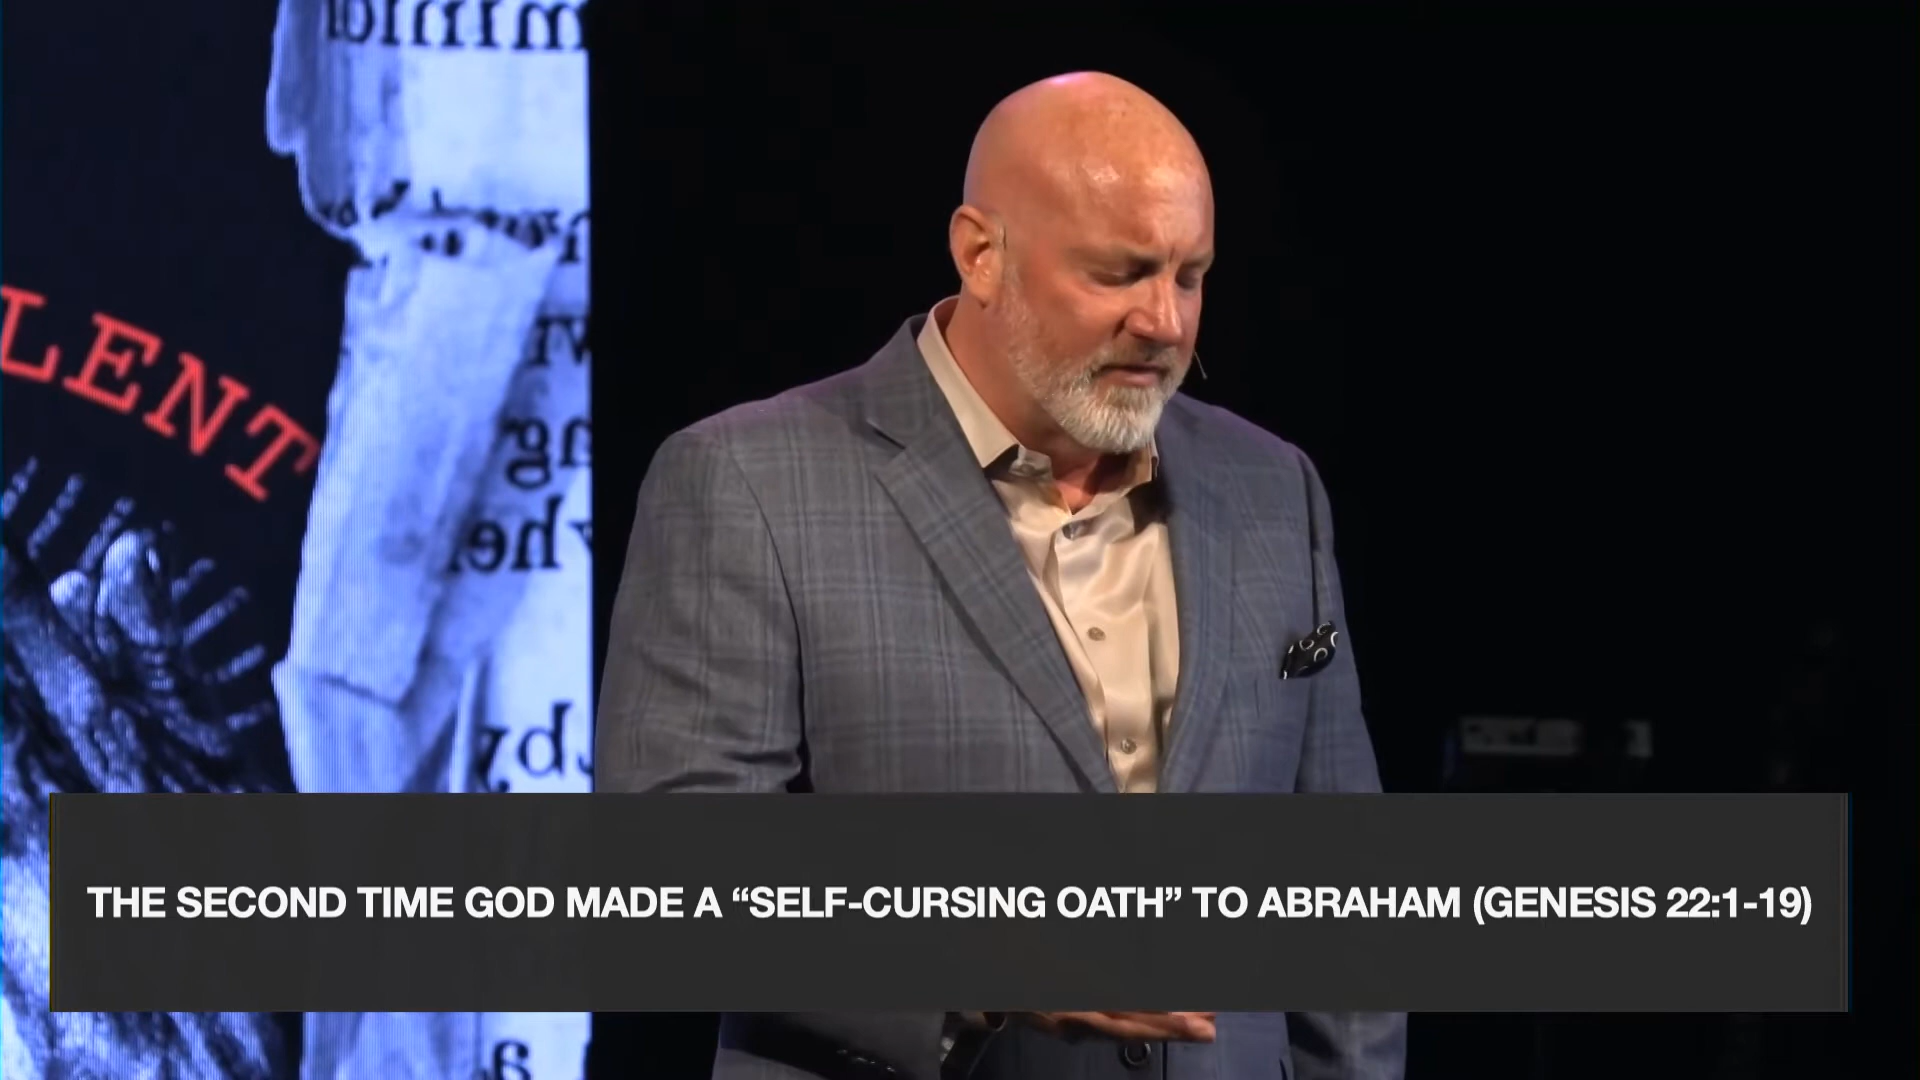 LENT
THE SECOND TIME GOD MADE A “SELF-CURSING OATH” TO ABRAHAM (GENESIS 22:1-19)